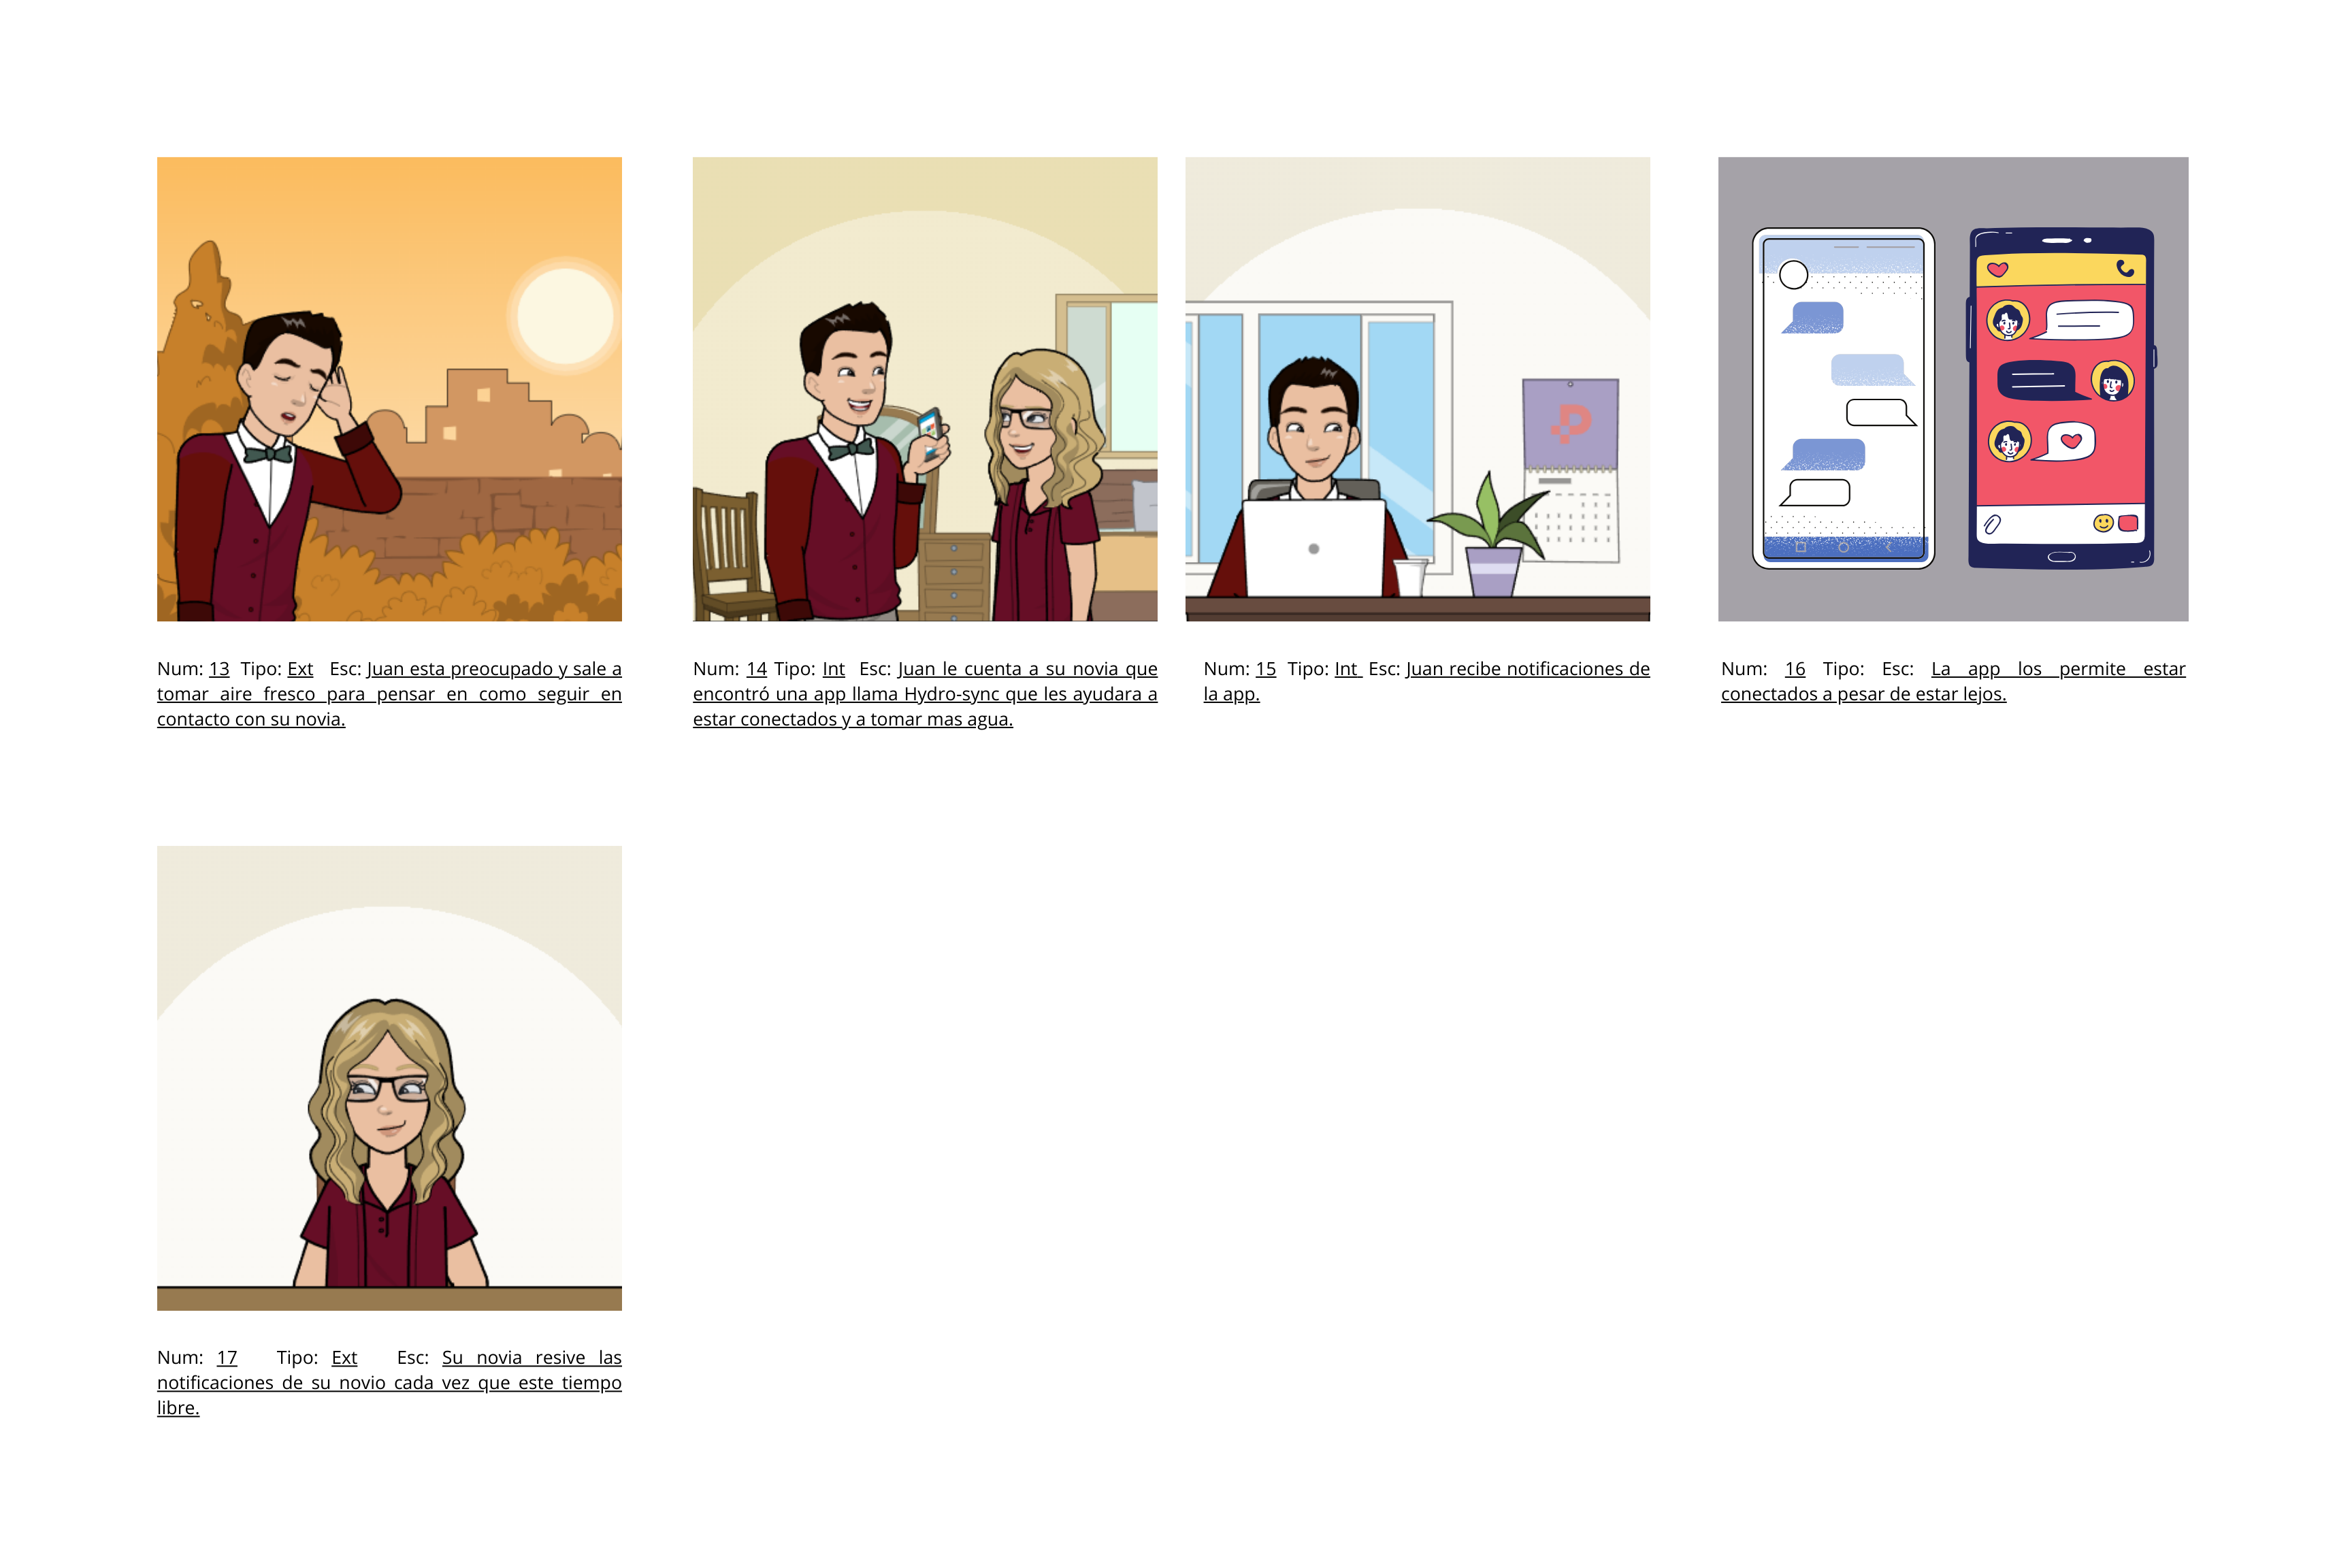 Num: 13 Tipo: Ext Esc: Juan esta preocupado y sale a
tomar aire fresco para pensar en como seguir en
contacto con su novia.
Num: 14 Tipo: Int Esc: Juan le cuenta a su novia que
encontró una app llama Hydro-sync que les ayudara a
estar conectados y a tomar mas agua.
Num: 15 Tipo: Int Esc: Juan recibe notificaciones de
la app.
Num: 16 Tipo: Esc: La app los permite estar
conectados a pesar de estar lejos.
Num: 17 Tipo: Ext Esc: Su novia resive las
notificaciones de su novio cada vez que este tiempo
libre.